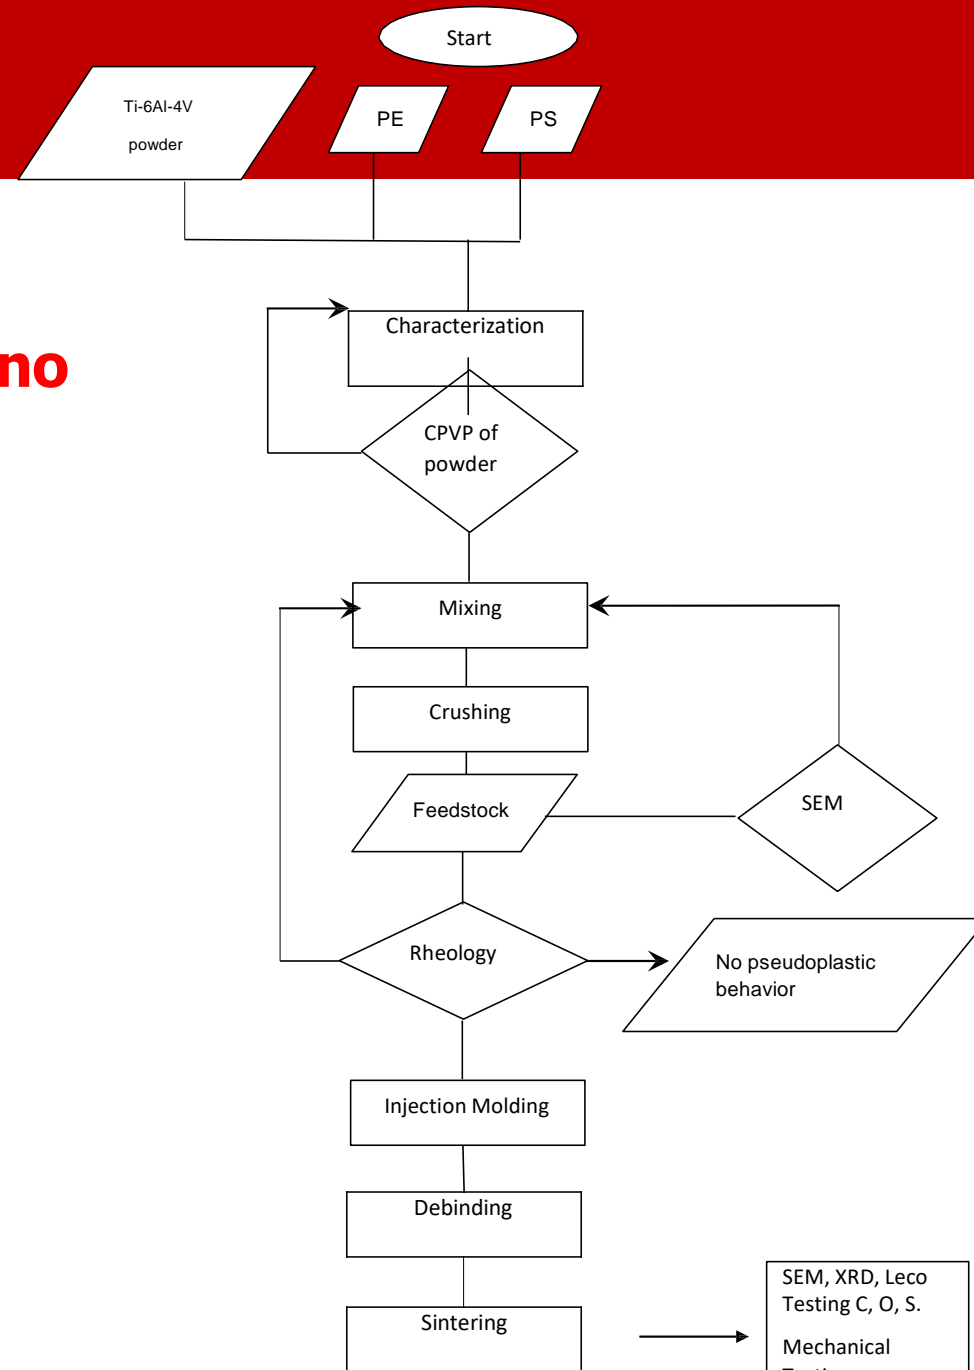 Start
Ti-6Al-4V
powder
PE
PS
Characterization
no
CPVP of
powder
Mixing
Crushing
SEM
Feedstock
Rheology
No pseudoplastic
behavior
Injection Molding
Debinding
SEM, XRD, Leco
Testing C, O, S.
Sintering
Mechanical